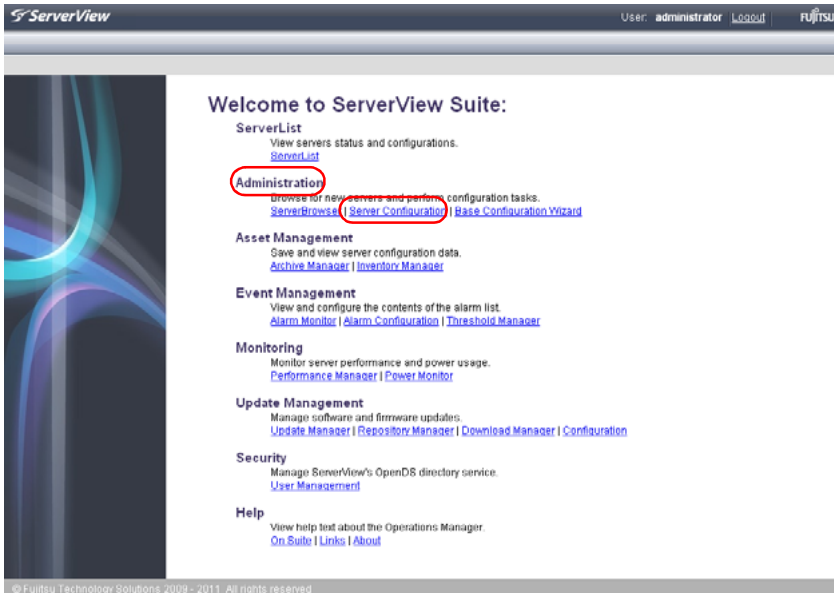 ServerView
User: administrator Logout FUJITSU
Welcome to ServerView Suite:
ServerList
View servers status and configurations.
ServerList
Administration
Browse for new servers and perform configuration tasks.
ServerBrowser | Server Configuration | Base Configuration Wizard
Asset Management
Save and view server configuration data.
Archive Manager | Inventory Manager
Event Management
View and configure the contents of the alarm list.
Alarm Monitor | Alarm Configuration | Threshold Manager
Monitoring
Monitor server performance and power usage.
Performance Manager | Power Monitor
Update Management
Manage software and firmware updates.
Update Manager | Repository Manager | Download Manager | Configuration
Security
Manage ServerView's OpenDS directory service.
User Management
Help
View help text about the Operations Manager.
On Suite | Links | About
© Fujitsu Technology Solutions 2009 - 2011 All rights reserved